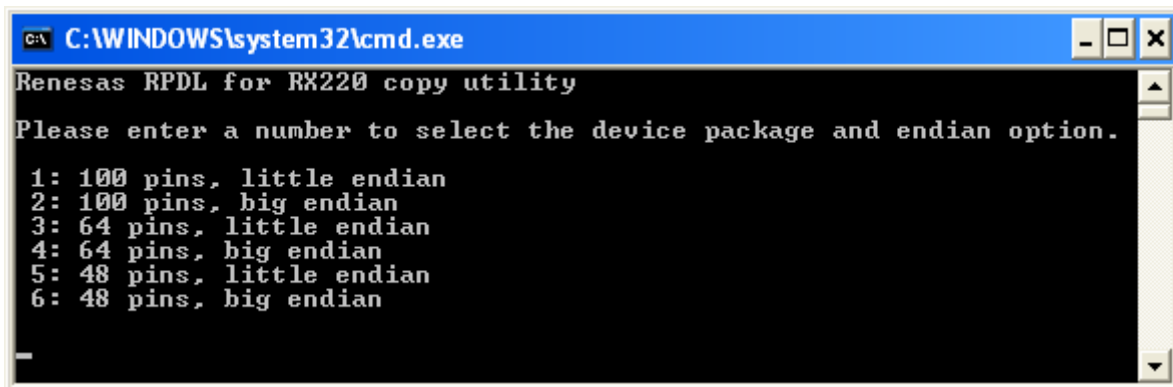 C:\WINDOWS\system32\cmd.exe
Renesas RPDL for RX220 copy utility
Please enter a number to select the device package and endian option.
1: 100 pins, little endian
2: 100 pins, big endian
3: 64 pins, little endian
4: 64 pins, big endian
5: 48 pins, little endian
6: 48 pins, big endian